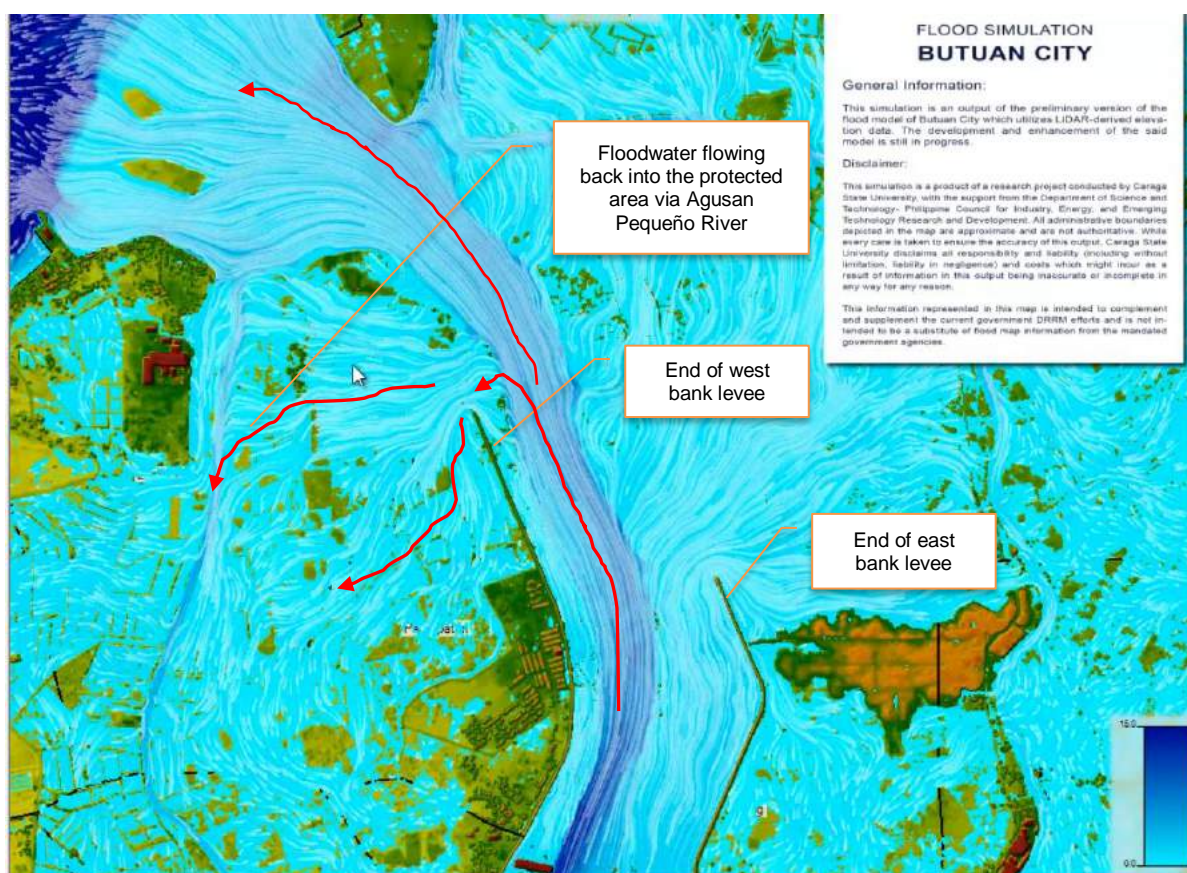 FLOOD SIMULATION
BUTUAN CITY
General Information:
This simulation is an output of the preliminary version of the
flood model of Butuan City which utilizes LIDAR-derived eleva-
tion data. The development and enhancement of the said
model is still in progress.
Disclaimer:
This simulation is a product of a research project conducted by Caraga
State University, with the support from the Department of Science and
Technology- Philippine Council for Industry, Energy, and Emerging
Technology Research and Development. All administrative boundaries
depicted in the map are approximate and are not authoritative. While
every care is taken to ensure the accuracy of this output, Caraga State
University disclaims all responsibility and liability (including without
limitation, liability in negligence) and costs which might incur as a
result of information in this output being inaccurate or incomplete in
any way for any reason.
This information represented in this map is intended to complement
and supplement the current government DRRM efforts and is not in-
tended to be a substitute of flood map information from the mandated
government agencies.
Floodwater flowing
back into the protected
area via Agusan
Pequeño River
End of west
bank levee
End of east
bank levee
15.0
0.0